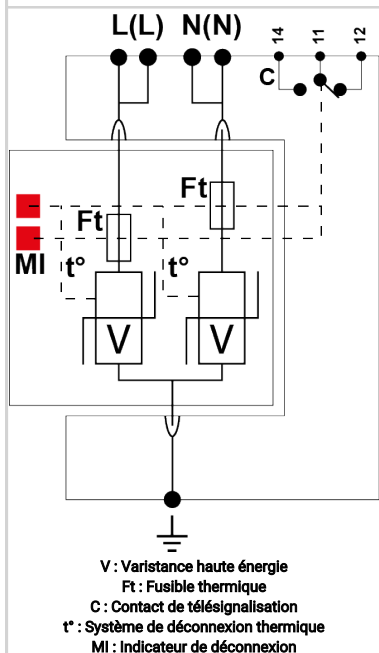 L(L) N(N)
14 11 12
C
Ft
Ft
MI
t°
t°
V
V
V : Varistance haute énergie
Ft : Fusible thermique
C : Contact de télésignalisation
t° : Système de déconnexion thermique
MI : Indicateur de déconnexion